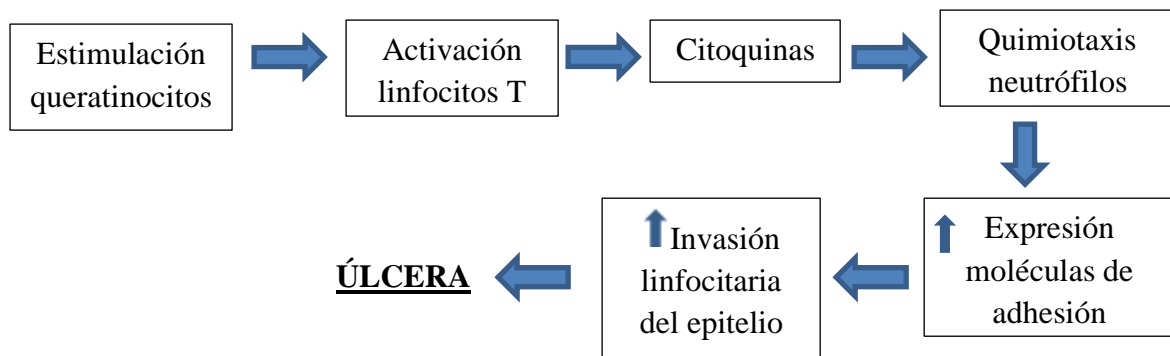 Estimulación
queratinocitos
Activación
linfocitos T
Citoquinas
Quimiotaxis
neutrófilos
Expresión
moléculas de
adhesión
Invasión
linfocitaria
del epitelio
ÚLCERA